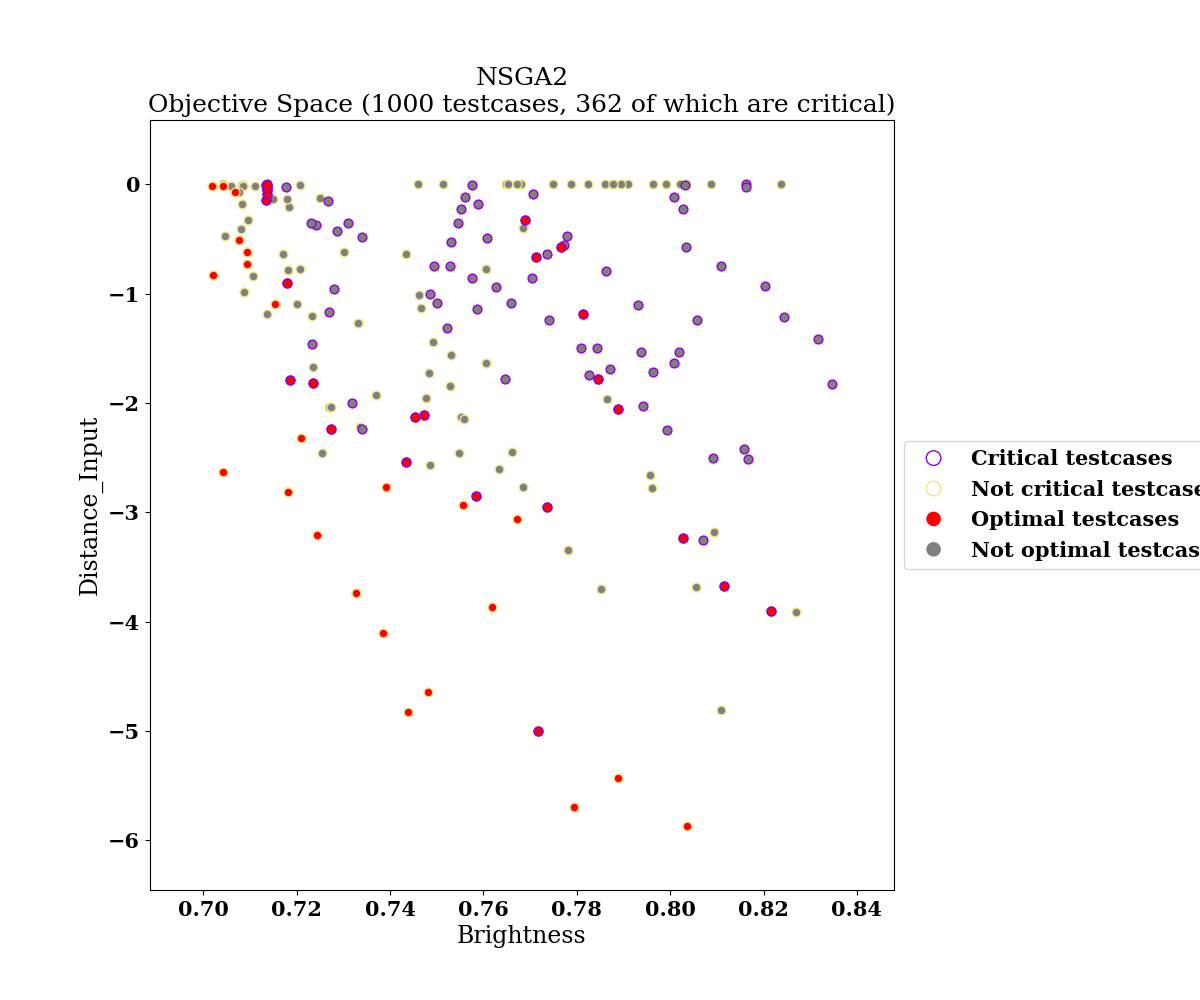 NSGA2
Objective Space (1000 testcases, 362 of which are critical)
0
−1
−2
−3
−4
−5
−6
Distance_Input
0.70 0.72 0.74 0.76 0.78 0.80 0.82 0.84
Brightness
Critical testcases
Not critical testcase
Optimal testcases
Not optimal testcas